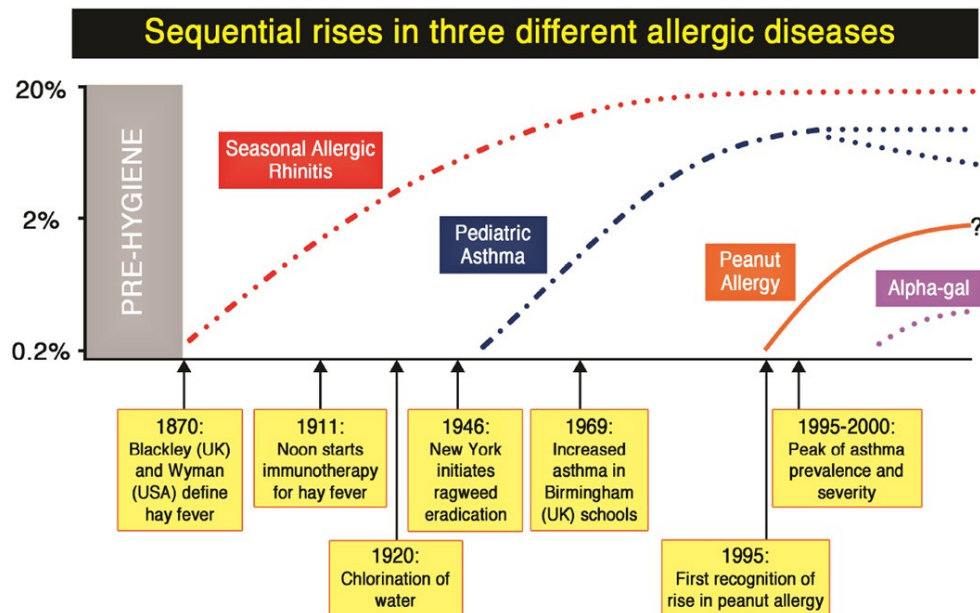 Sequential rises in three different allergic diseases
20%
2%
0.2%
PRE-HYGIENE
Seasonal Allergic
Rhinitis
Pediatric
Asthma
Peanut
Allergy
?
Alpha-gal
1870:
Blackley (UK)
and Wyman
(USA) define
hay fever
1911:
Noon starts
immunotherapy
for hay fever
1920:
Chlorination of
water
1946:
New York
initiates
ragweed
eradication
1969:
Increased
asthma in
Birmingham
(UK) schools
1995:
First recognition of
rise in peanut allergy
1995-2000:
Peak of asthma
prevalence and
severity